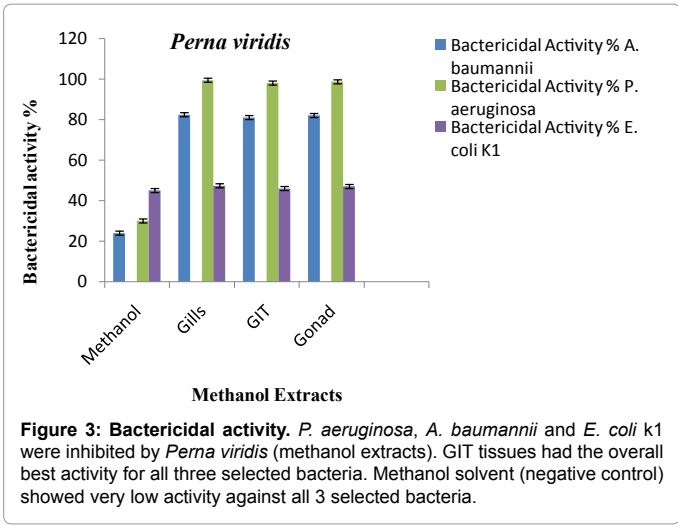 Perna viridis
120
100
80
60
40
20
0
Bactericidal activity %
Methanol
Gills
GIT
Gonad
Methanol Extracts
Bactericidal Activity % A.
baumannii
Bactericidal Activity % P.
aeruginosa
Bactericidal Activity % E.
coli K1
Figure 3: Bactericidal activity. P. aeruginosa, A. baumannii and E. coli k1
were inhibited by Perna viridis (methanol extracts). GIT tissues had the overall
best activity for all three selected bacteria. Methanol solvent (negative control)
showed very low activity against all 3 selected bacteria.